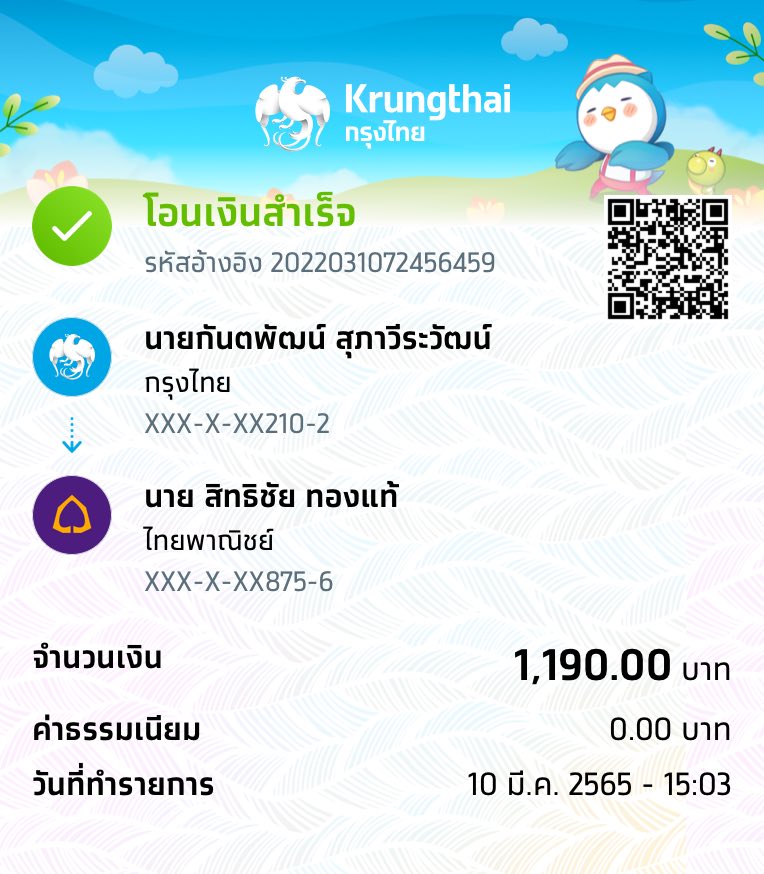 Krungthai
กรุงไทย
โอนเงินสำเร็จ
รหัสอ้างอิง 2022031072456459
นายกันตพัฒน์ สุภาวีระวัฒน์
กรุงไทย
XXX-X-XX210-2
นาย สิทธิชัย ทองแท้
ไทยพาณิชย์
XXX-X-XX875-6
จำนวนเงิน 1,190.00 บาท
ค่าธรรมเนียม 0.00 บาท
วันที่ทำรายการ 10 มี.ค. 2565 - 15:03